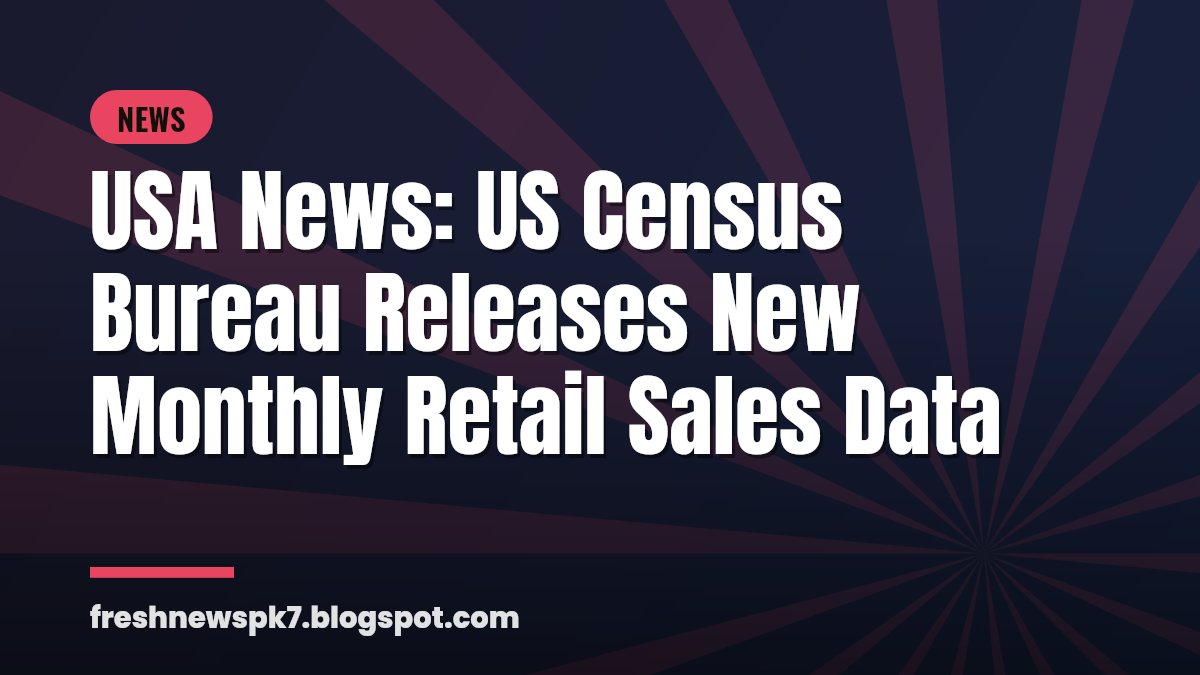 NEWS
USA News: US Census
Bureau Releases New
Monthly Retail Sales Data
freshnewspk7.blogspot.com